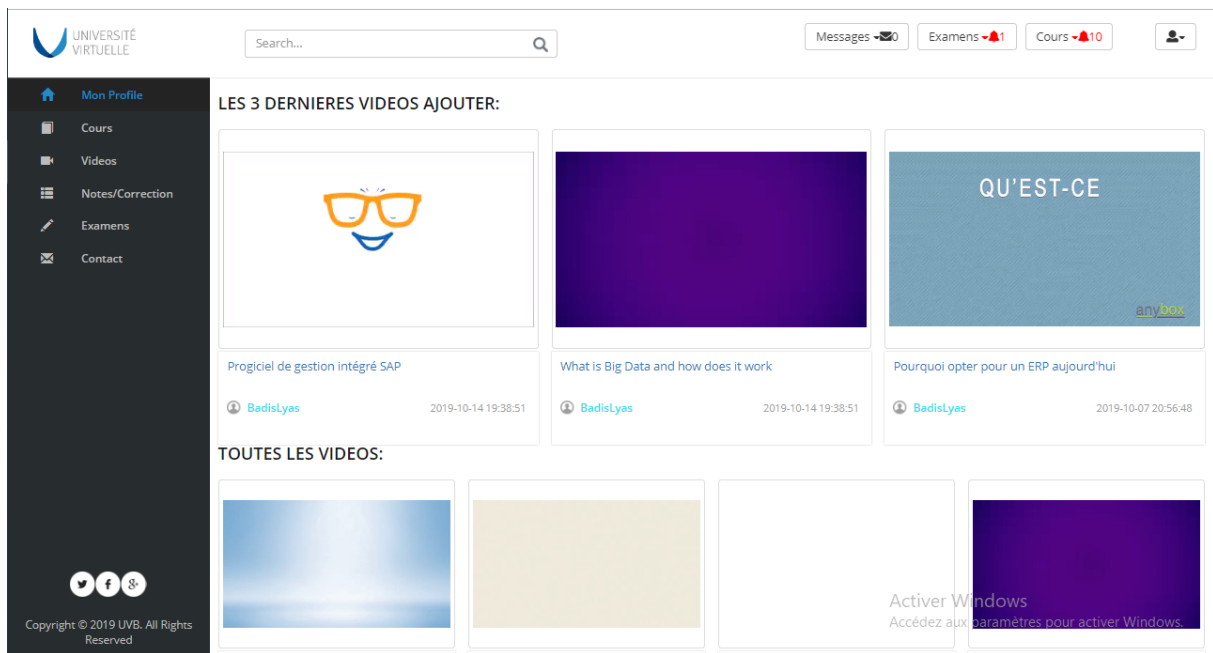 UNIVERSITÉ
VIRTUELLE
Search...
Messages 0
Examens 1
Cours 10
Mon Profile
Cours
Videos
Notes/Correction
Examens
Contact
LES 3 DERNIERES VIDEOS AJOUTER:
QU'EST-CE
anybox
Progiciel de gestion intégré SAP
What is Big Data and how does it work
Pourquoi opter pour un ERP aujourd'hui
BadisLyas 2019-10-14 19:38:51
BadisLyas 2019-10-14 19:38:51
BadisLyas 2019-10-07 20:56:48
TOUTES LES VIDEOS:
Copyright © 2019 UVB. All Rights
Reserved
Activer Windows
Accédez aux paramètres pour activer Windows.